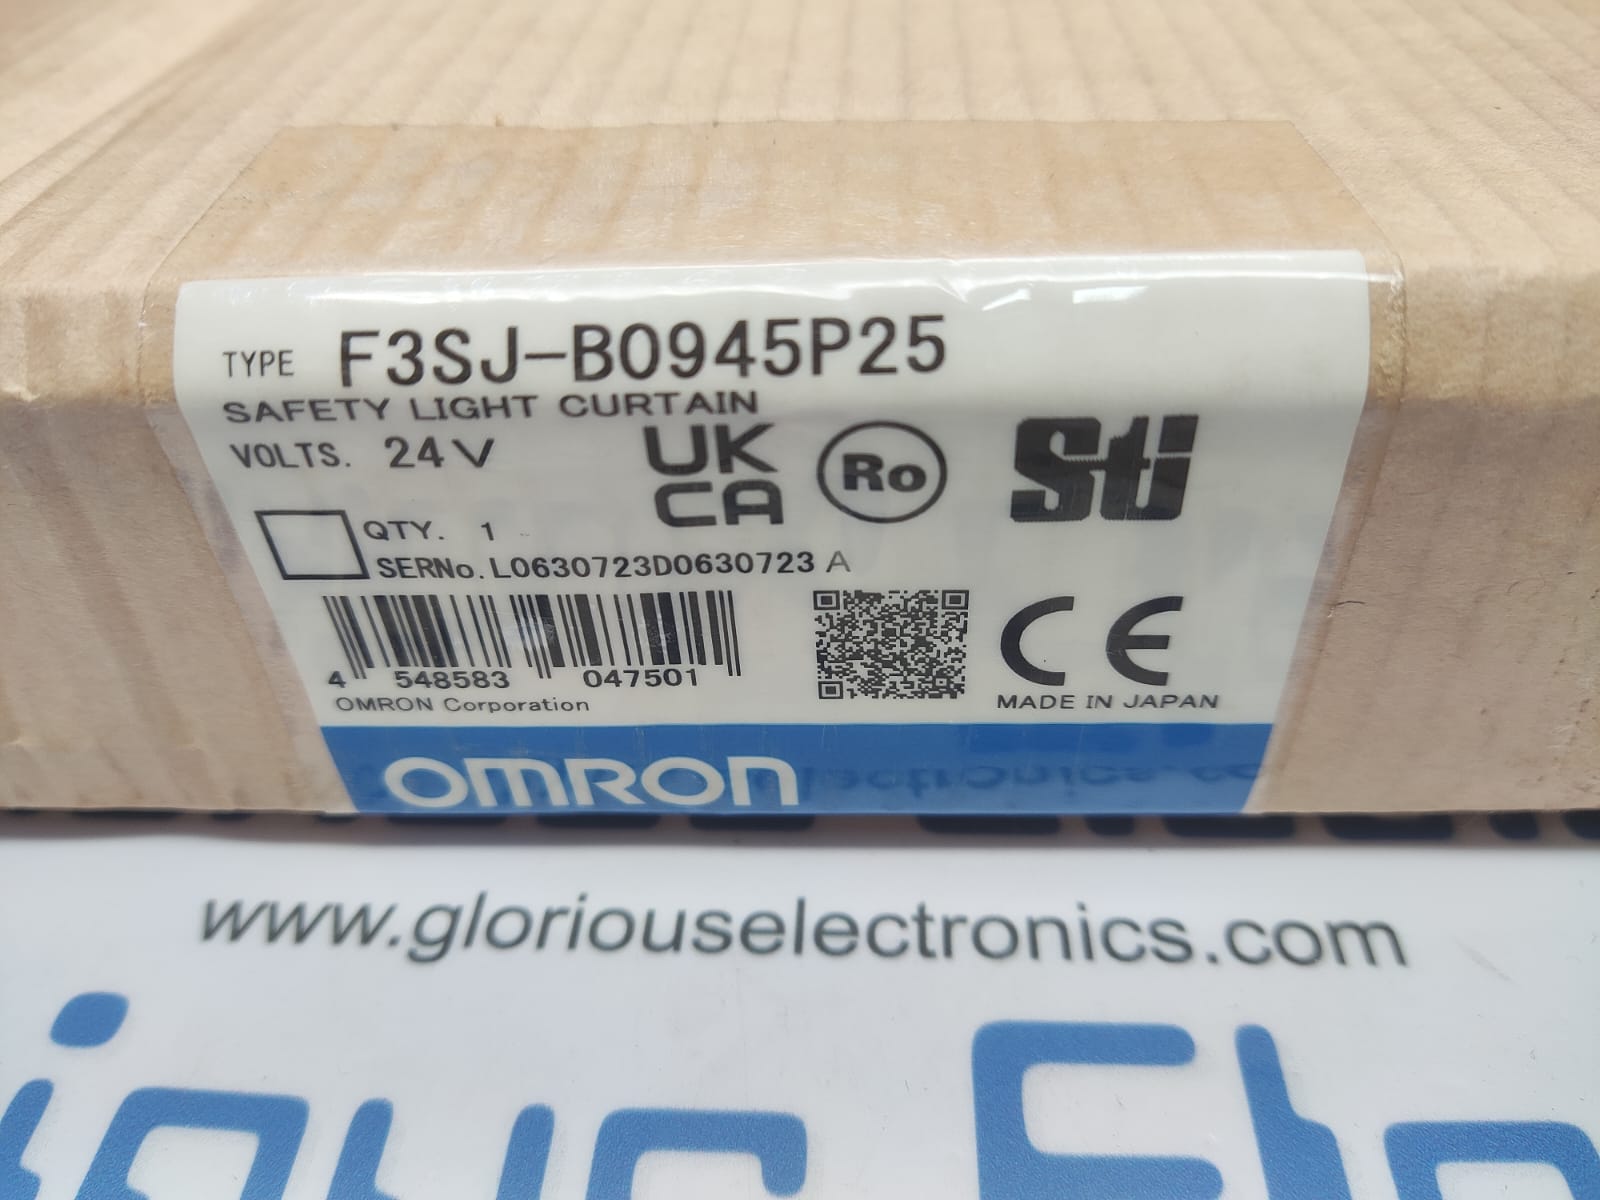 TYPE F3SJ-B0945P25
SAFETY LIGHT CURTAIN
VOLTS. 24V
UK
CA
Ro
Sti
QTY. 1
SERNo. L0630723D0630723 A
4 548583 047501
CE
OMRON Corporation
MADE IN JAPAN
OMRON
www.gloriouselectronics.com